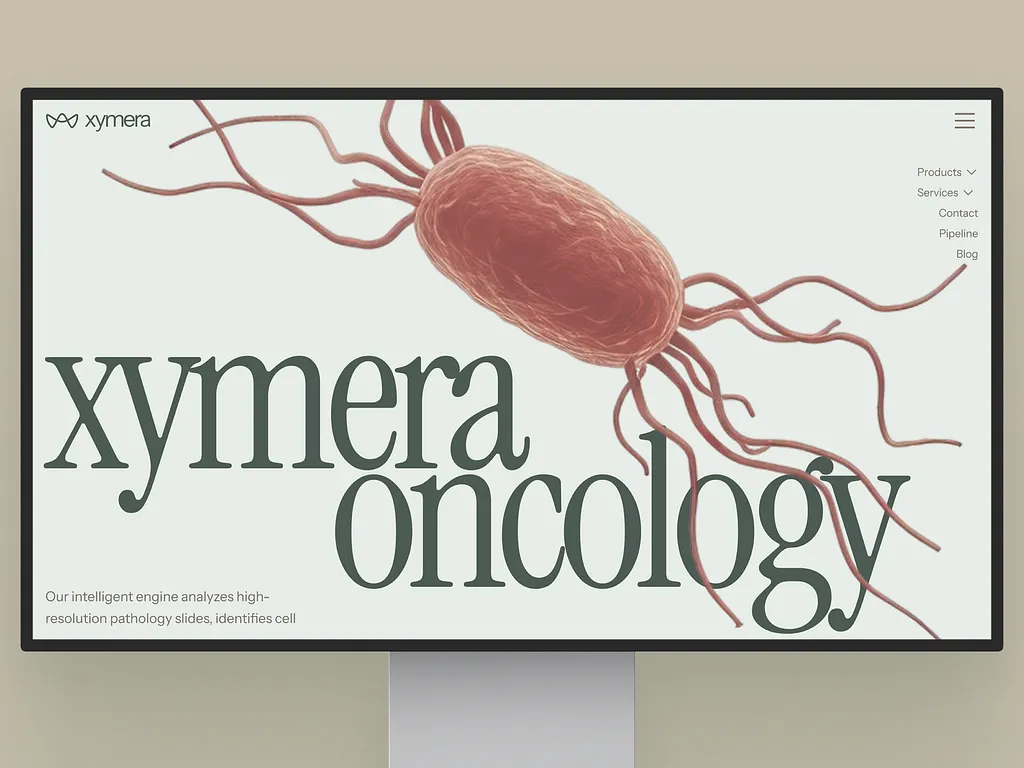 xymera
Products
Services
Contact
Pipeline
Blog
xymera
oncology
Our intelligent engine analyzes high-
resolution pathology slides, identifies cell